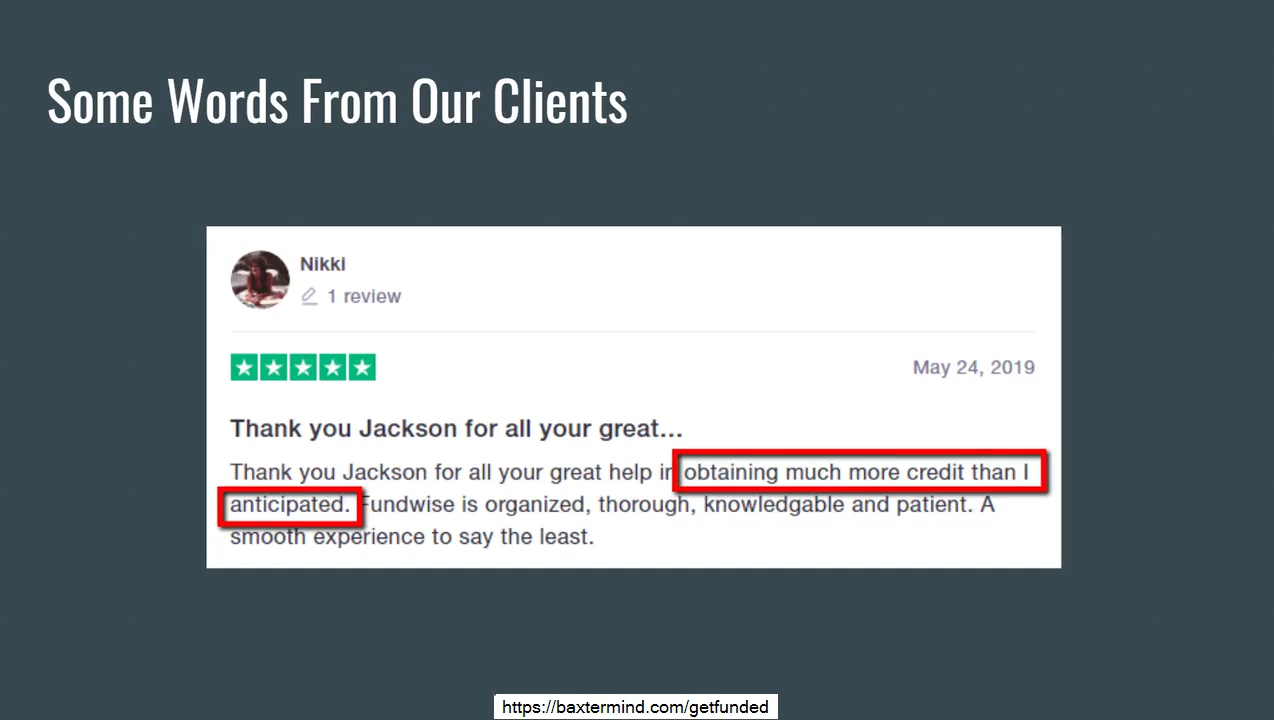 Some Words From Our Clients
Nikki
1 review
May 24, 2019
Thank you Jackson for all your great...
Thank you Jackson for all your great help in obtaining much more credit than I
anticipated. Fundwise is organized, thorough, knowledgable and patient. A
smooth experience to say the least.
https://baxtermind.com/getfunded